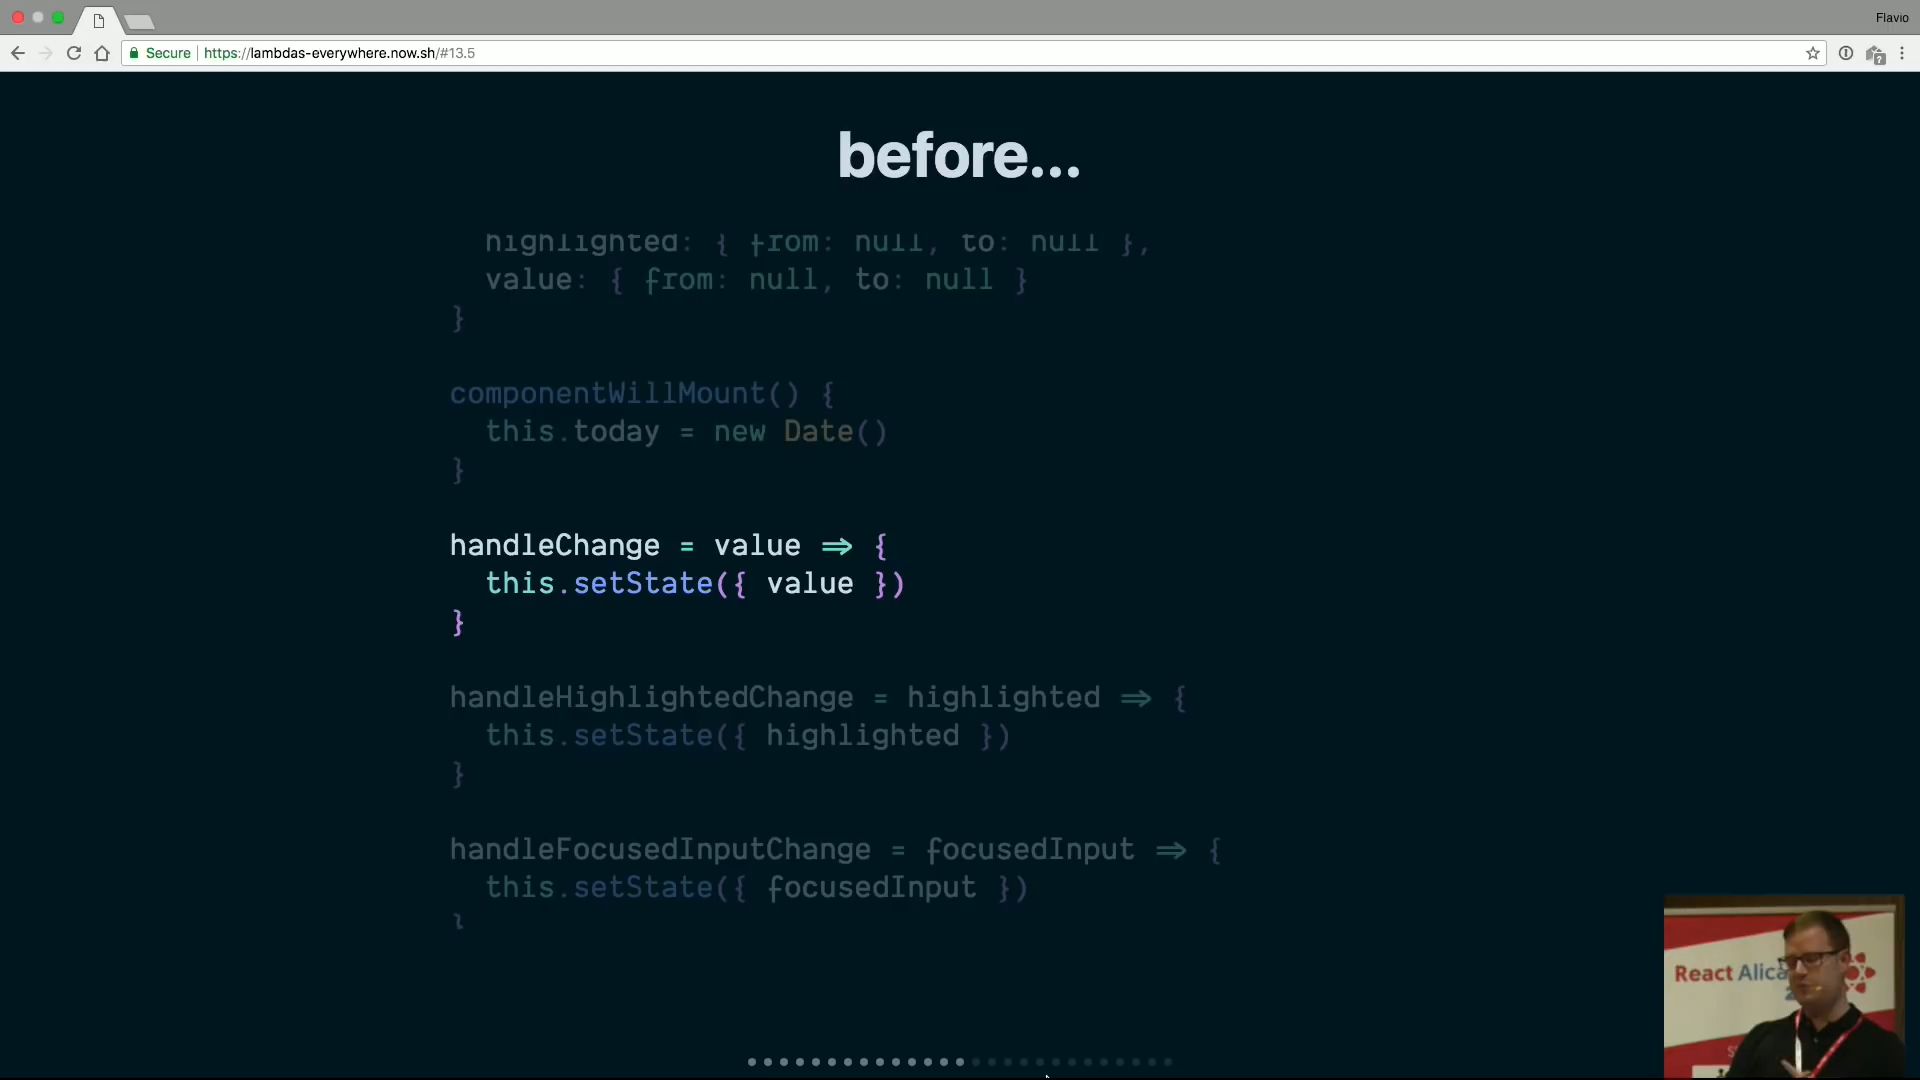 Flavio
Secure https://lambdas-everywhere.now.sh/#13.5
before...
highlighted: { from: null, to: null },
value: { from: null, to: null }
}
componentWillMount() {
this.today = new Date()
}
handleChange = value => {
this.setState({ value })
}
handleHighlightedChange = highlighted => {
this.setState({ highlighted })
}
handleFocusedInputChange = focusedInput => {
this.setState({ focusedInput })
}
React